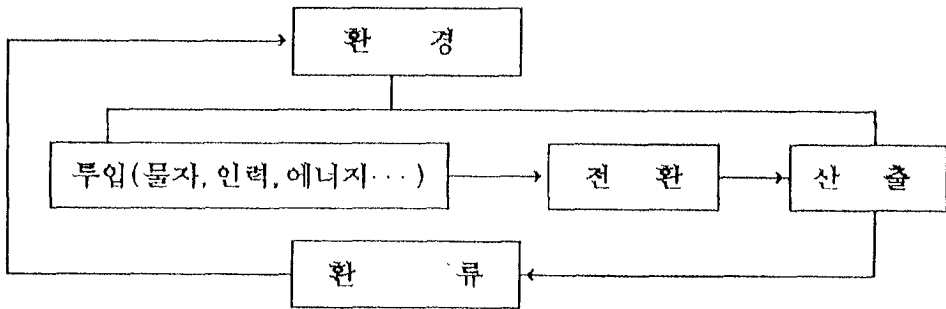 환 경
투입(물자, 인력, 에너지···) 전 환 산 출
환 류